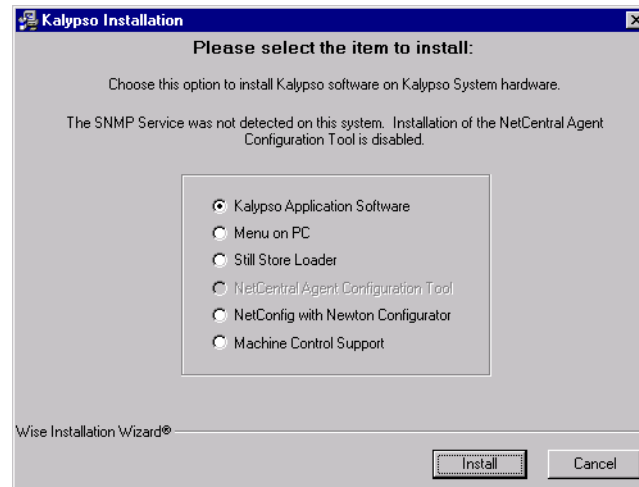 Kalypso Installation
Please select the item to install:
Choose this option to install Kalypso software on Kalypso System hardware.
The SNMP Service was not detected on this system. Installation of the NetCentral Agent
Configuration Tool is disabled.
Kalypso Application Software
Menu on PC
Still Store Loader
NetCentral Agent Configuration Tool
NetConfig with Newton Configurator
Machine Control Support
Wise Installation Wizard®
Install
Cancel